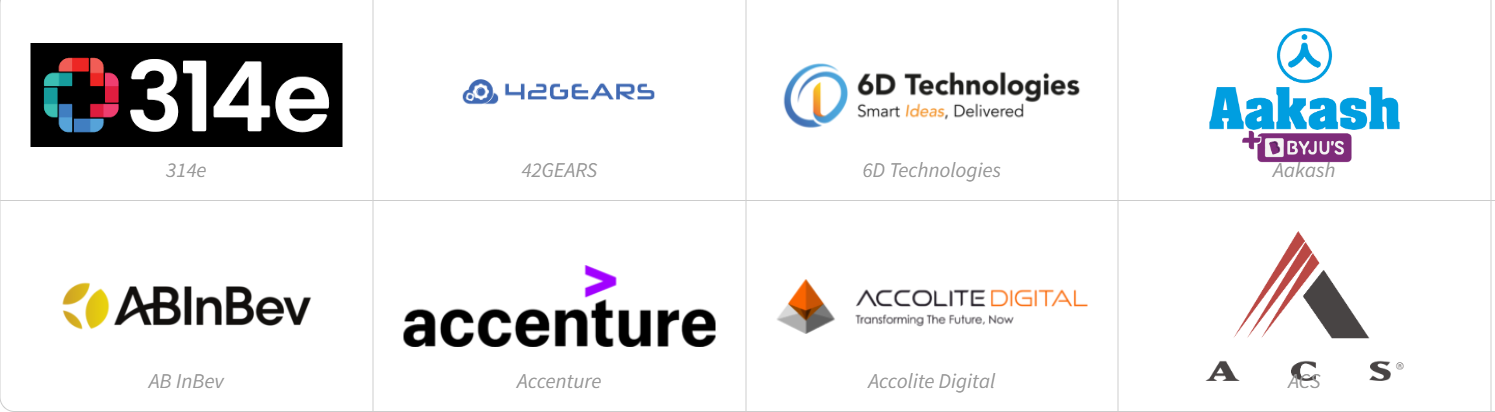 314e
42GEARS
6D Technologies
Smart Ideas, Delivered
Aakash
+BYJU'S
314e
42GEARS
6D Technologies
Aakash
ABInBev
accenture
ACCOLITE DIGITAL
Transforming The Future, Now
A C S®
AB InBev
Accenture
Accolite Digital
ACS